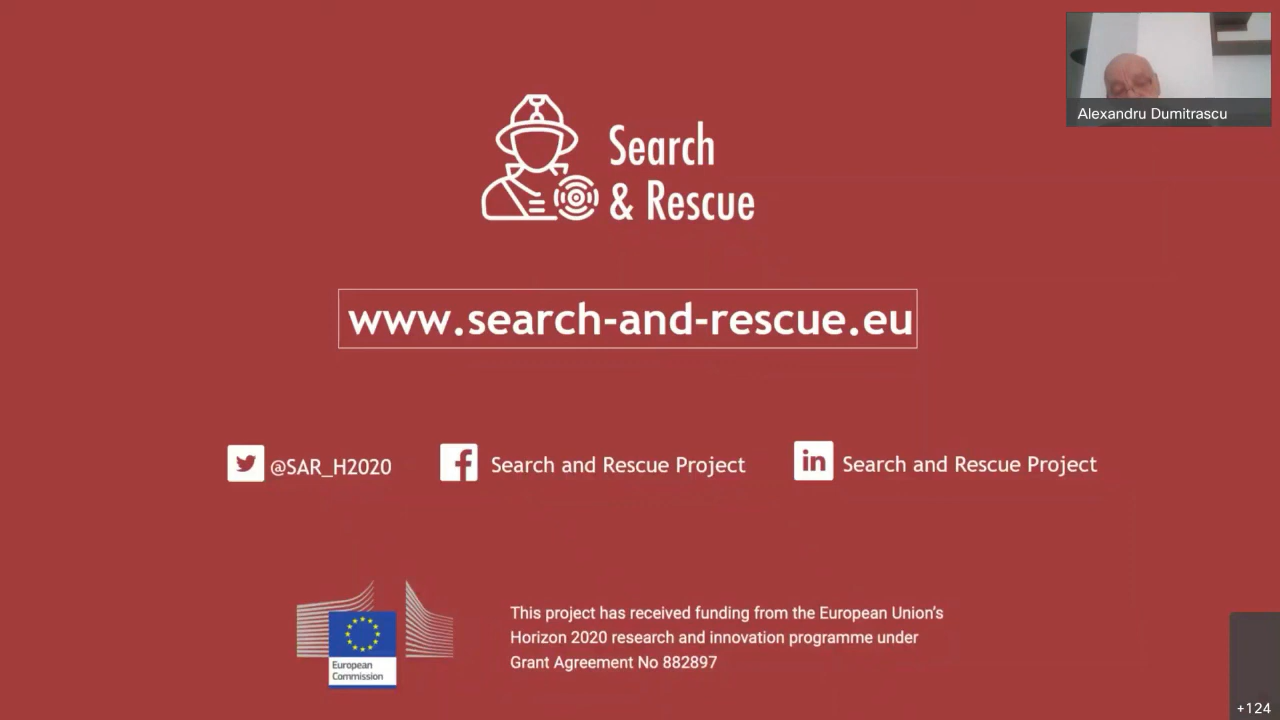 Alexandru Dumitrascu
Search
& Rescue
www.search-and-rescue.eu
@SAR_H2020
Search and Rescue Project
Search and Rescue Project
This project has received funding from the European Union's
Horizon 2020 research and innovation programme under
Grant Agreement No 882897
European
Commission
+124